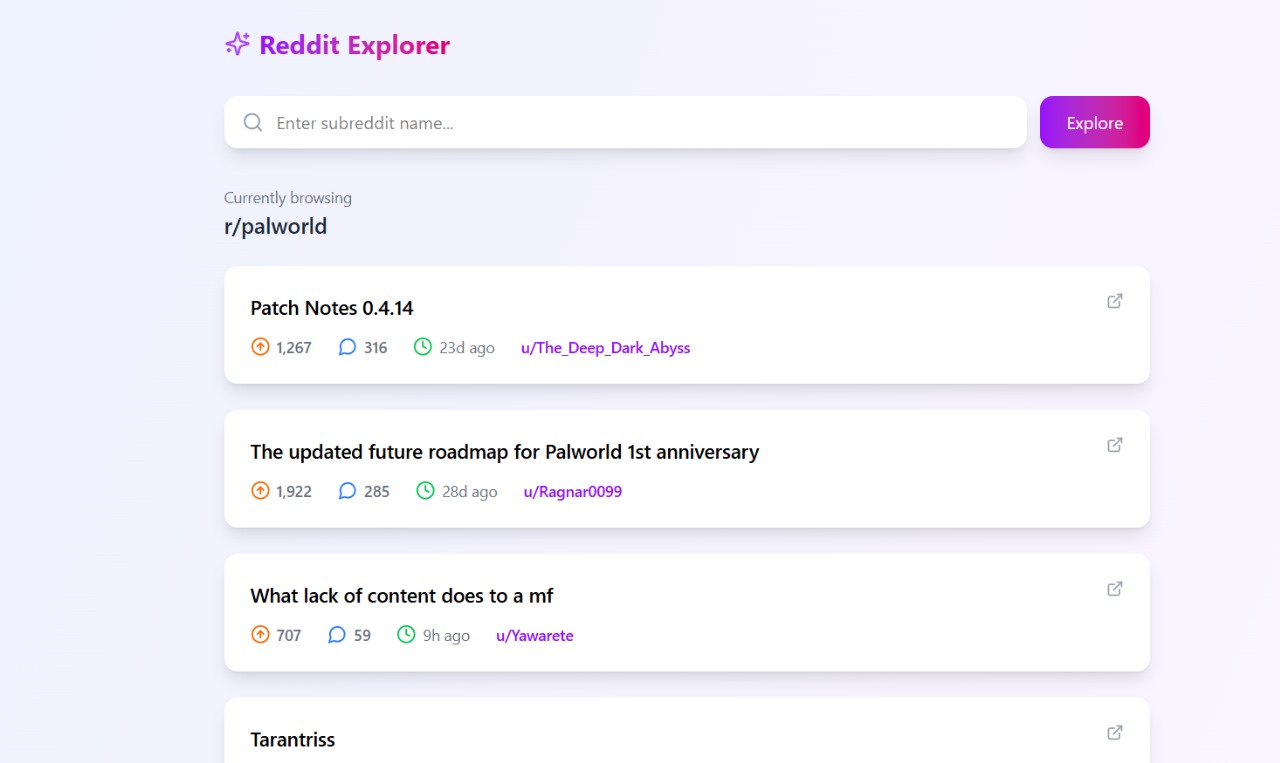 Reddit Explorer
Enter subreddit name...
Explore
Currently browsing
r/palworld
Patch Notes 0.4.14
1,267 316 23d ago u/The_Deep_Dark_Abyss
The updated future roadmap for Palworld 1st anniversary
1,922 285 28d ago u/Ragnar0099
What lack of content does to a mf
707 59 9h ago u/Yawarete
Tarantriss